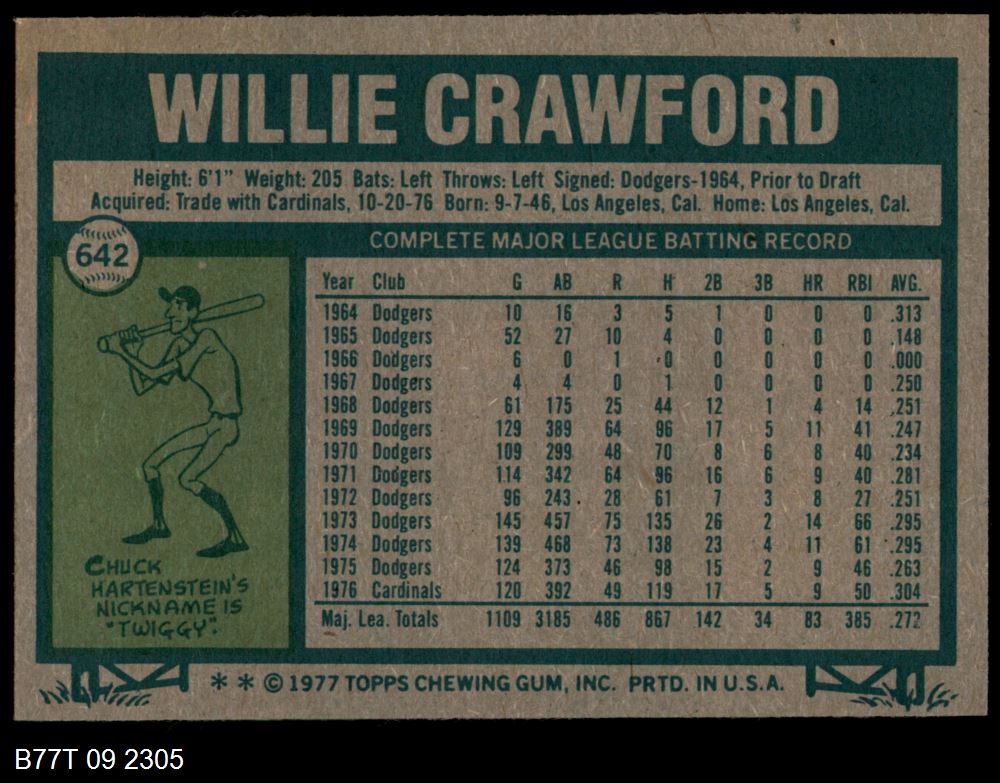 WILLIE CRAWFORD
Height: 6'1" Weight: 205 Bats: Left Throws: Left Signed: Dodgers-1964, Prior to Draft
Acquired: Trade with Cardinals, 10-20-76 Born: 9-7-46, Los Angeles, Cal. Home: Los Angeles, Cal.
642
COMPLETE MAJOR LEAGUE BATTING RECORD
Year Club G AB R H 2B 3B HR RBI AVG.
1964 Dodgers 10 16 3 5 1 0 0 0 .313
1965 Dodgers 52 27 10 4 0 0 0 0 .148
1966 Dodgers 6 0 1 0 0 0 0 0 .000
1967 Dodgers 4 4 0 1 0 0 0 0 .250
1968 Dodgers 61 175 25 44 12 1 4 14 .251
1969 Dodgers 129 389 64 96 17 5 11 41 .247
1970 Dodgers 109 299 48 70 8 6 8 40 .234
1971 Dodgers 114 342 64 96 16 6 9 40 .281
1972 Dodgers 96 243 28 61 7 3 8 27 .251
1973 Dodgers 145 457 75 135 26 2 14 66 .295
1974 Dodgers 139 468 73 138 23 4 11 61 .295
1975 Dodgers 124 373 46 98 15 2 9 46 .263
1976 Cardinals 120 392 49 119 17 5 9 50 .304
Maj. Lea. Totals 1109 3185 486 867 142 34 83 385 .272
CHUCK
HARTENSTEIN'S
NICKNAME IS
"TWIGGY".
* * © 1977 TOPPS CHEWING GUM, INC. PRTD. IN U.S.A.
B77T 09 2305